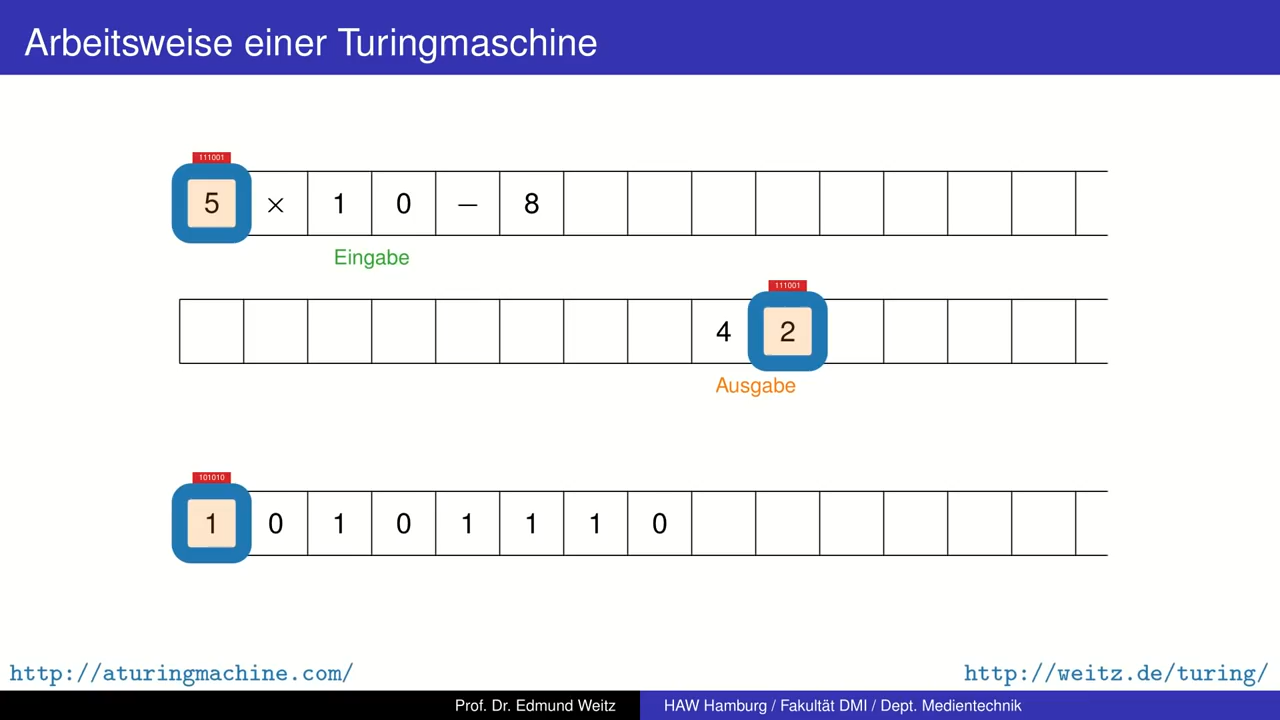 Arbeitsweise einer Turingmaschine
111001
5 × 1 0 − 8
Eingabe
111001
4 2
Ausgabe
101010
1 0 1 0 1 1 1 0
http://aturingmachine.com/ http://weitz.de/turing/
Prof. Dr. Edmund Weitz HAW Hamburg / Fakultät DMI / Dept. Medientechnik